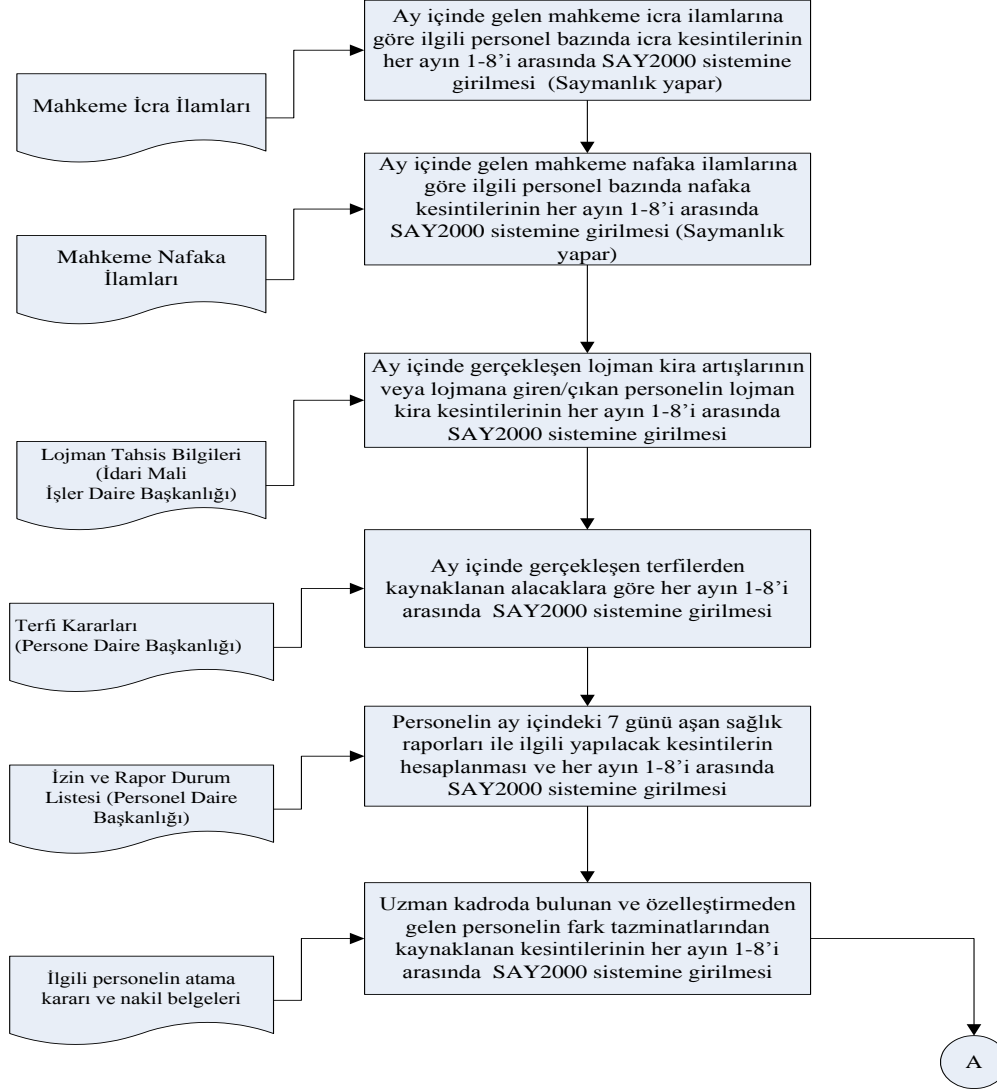 Ay içinde gelen mahkeme icra ilamlarına
göre ilgili personel bazında icra kesintilerinin
her ayın 1-8’i arasında SAY2000 sistemine
girilmesi (Saymanlık yapar)
Mahkeme İcra İlamları
Ay içinde gelen mahkeme nafaka ilamlarına
göre ilgili personel bazında nafaka
kesintilerinin her ayın 1-8’i arasında
SAY2000 sistemine girilmesi (Saymanlık
yapar)
Mahkeme Nafaka
İlamları
Ay içinde gerçekleşen lojman kira artışlarının
veya lojmana giren/çıkan personelin lojman
kira kesintilerinin her ayın 1-8’i arasında
SAY2000 sistemine girilmesi
Lojman Tahsis Bilgileri
(İdari Mali
İşler Daire Başkanlığı)
Ay içinde gerçekleşen terfilerden
kaynaklanan alacaklara göre her ayın 1-8’i
arasında SAY2000 sistemine girilmesi
Terfi Kararları
(Persone Daire Başkanlığı)
Personelin ay içindeki 7 günü aşan sağlık
raporları ile ilgili yapılacak kesintilerin
hesaplanması ve her ayın 1-8’i arasında
SAY2000 sistemine girilmesi
İzin ve Rapor Durum
Listesi (Personel Daire
Başkanlığı)
Uzman kadroda bulunan ve özelleştirmeden
gelen personelin fark tazminatlarından
kaynaklanan kesintilerinin her ayın 1-8’i
arasında SAY2000 sistemine girilmesi
İlgili personelin atama
kararı ve nakil belgeleri
A